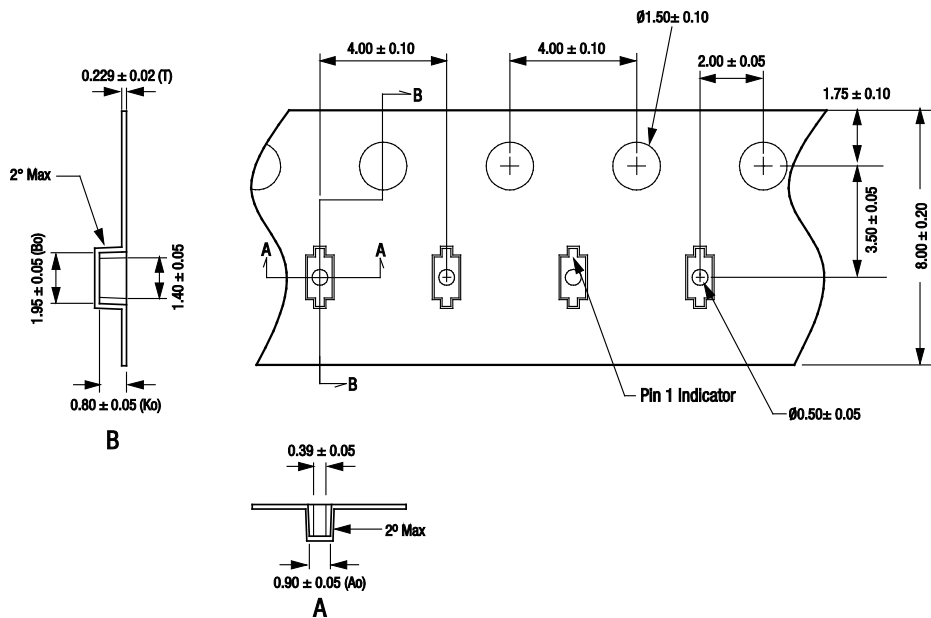 Ø1.50± 0.10
4.00 ± 0.10
4.00 ± 0.10
2.00 ± 0.05
0.229 ± 0.02 (T)
B
1.75 ± 0.10
2° Max
3.50 ± 0.05
8.00 ± 0.20
A
A
1.95 ± 0.05 (Bo)
1.40 ± 0.05
B
Pin 1 Indicator
0.80 ± 0.05 (Ko)
Ø0.50± 0.05
B
0.39 ± 0.05
2º Max
0.90 ± 0.05 (Ao)
A